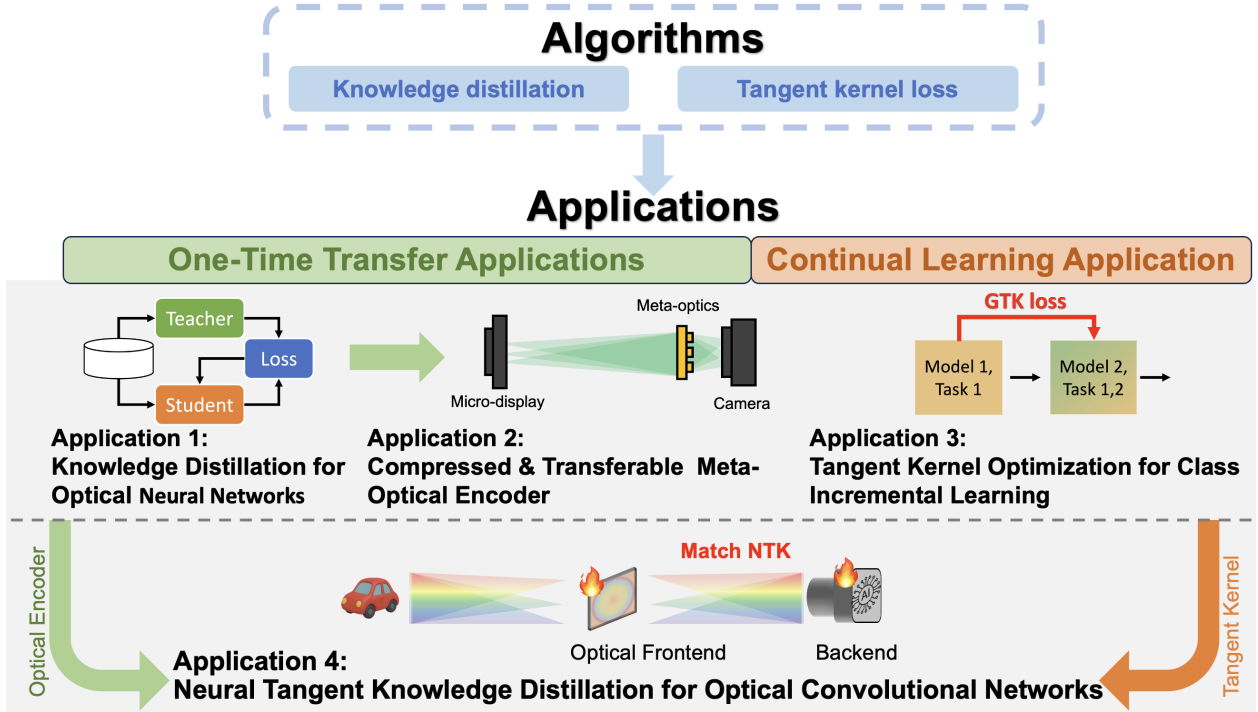 Algorithms
Knowledge distillation
Tangent kernel loss
Applications
One-Time Transfer Applications
Continual Learning Application
Teacher
Loss
Student
Meta-optics
Micro-display
Camera
GTK loss
Model 1,
Task 1
Model 2,
Task 1,2
Application 1:
Knowledge Distillation for
Optical Neural Networks
Application 2:
Compressed & Transferable Meta-
Optical Encoder
Application 3:
Tangent Kernel Optimization for Class
Incremental Learning
Optical Encoder
Match NTK
AI
Optical Frontend
Backend
Tangent Kernel
Application 4:
Neural Tangent Knowledge Distillation for Optical Convolutional Networks